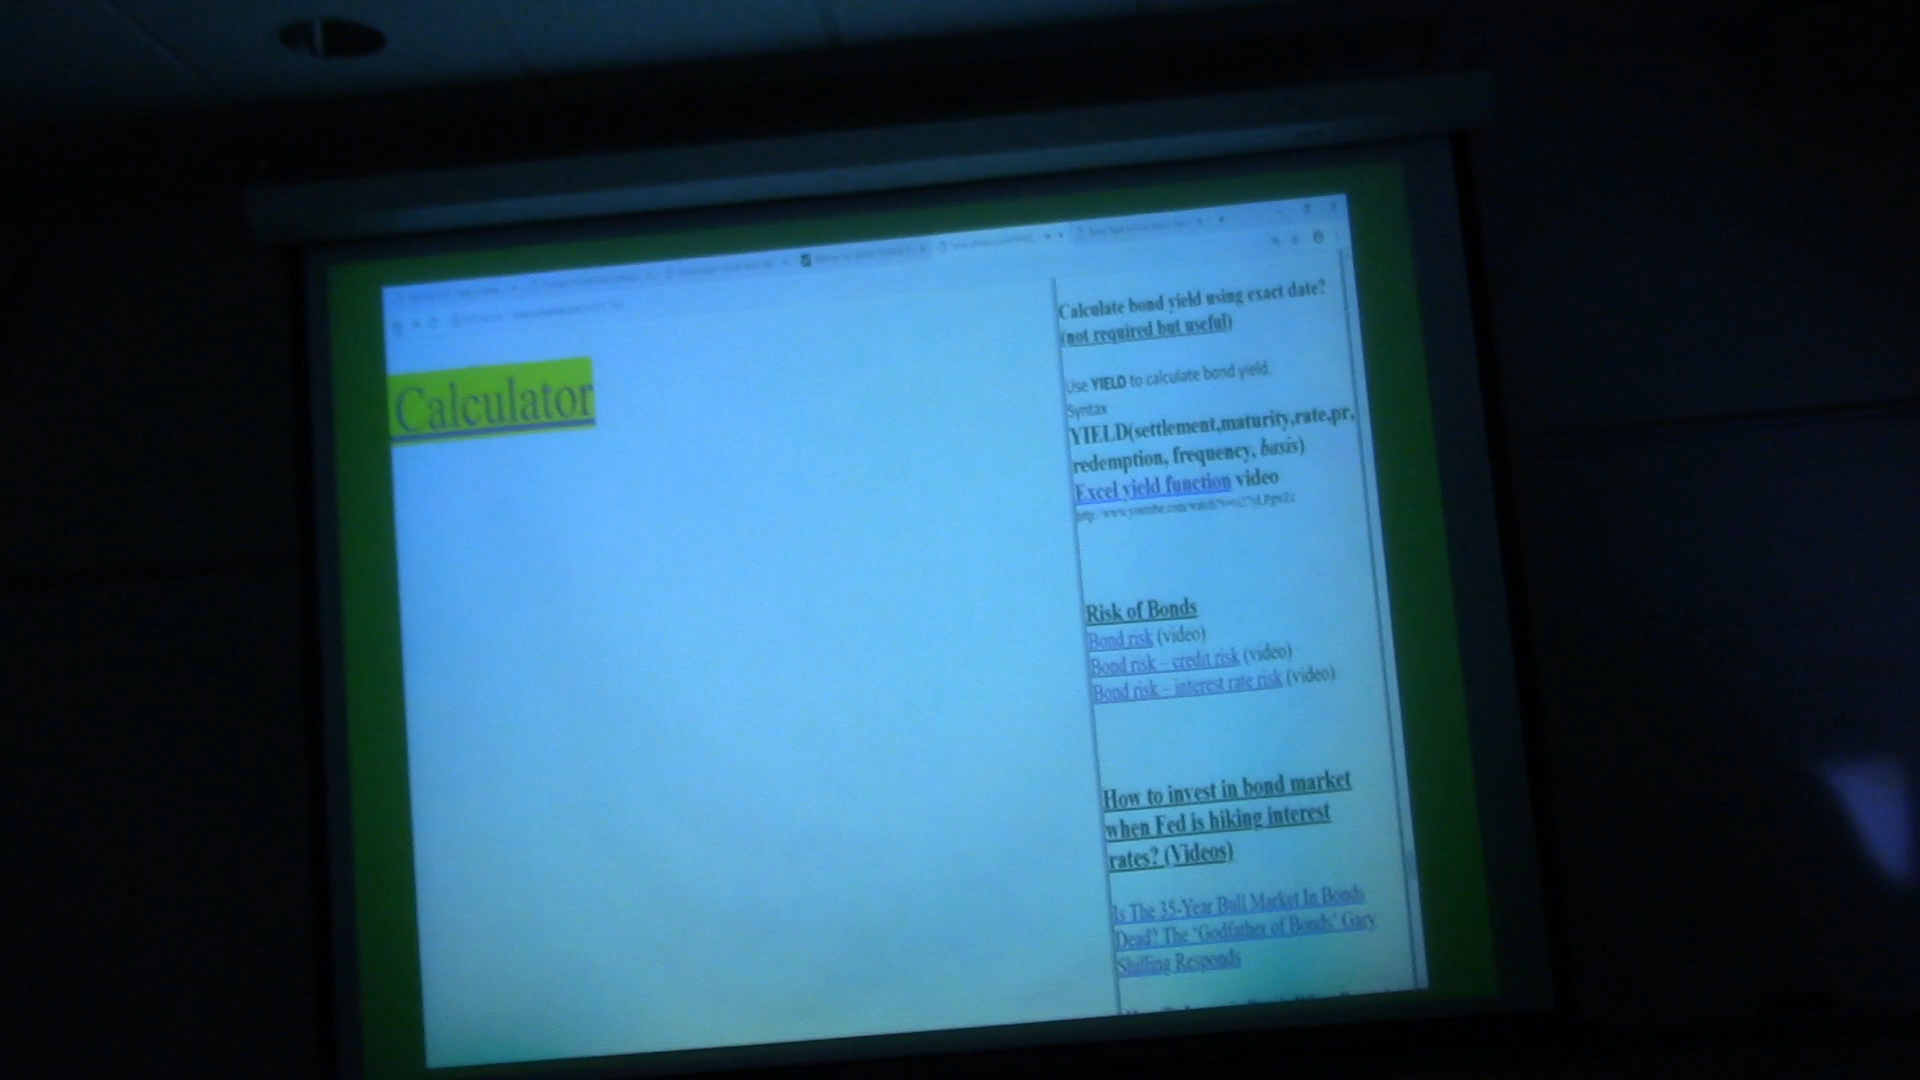 Calculator
Calculate bond yield using exact date?
(not required but useful)
Use YIELD to calculate bond yield.
Syntax
YIELD(settlement,maturity,rate,pr,
redemption, frequency, basis)
Excel yield function video
Risk of Bonds
Bond risk (video)
Bond risk – credit risk (video)
Bond risk – interest rate risk (video)
How to invest in bond market
when Fed is hiking interest
rates? (Videos)
Is The 35-Year Bull Market In Bonds
Dead? The 'Godfather of Bonds' Gary
Shilling Responds